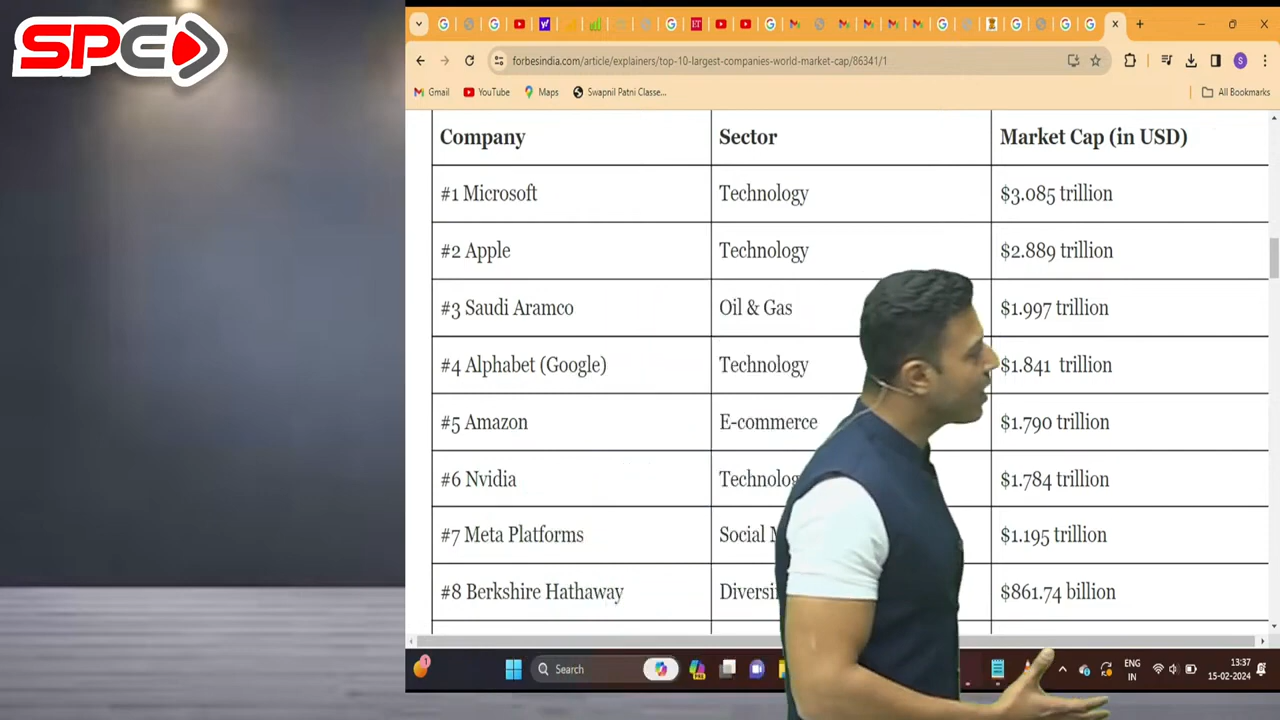 SPC
forbesindia.com/article/explainers/top-10-largest-companies-world-market-cap/86341/1
Gmail YouTube Maps Swapnil Patni Classe... All Bookmarks
Company Sector Market Cap (in USD)
#1 Microsoft Technology $3.085 trillion
#2 Apple Technology $2.889 trillion
#3 Saudi Aramco Oil & Gas $1.997 trillion
#4 Alphabet (Google) Technology $1.841 trillion
#5 Amazon E-commerce $1.790 trillion
#6 Nvidia Technolog $1.784 trillion
#7 Meta Platforms Social M $1.195 trillion
#8 Berkshire Hathaway Diversi $861.74 billion
Search ENG 13:37
IN 15-02-2024